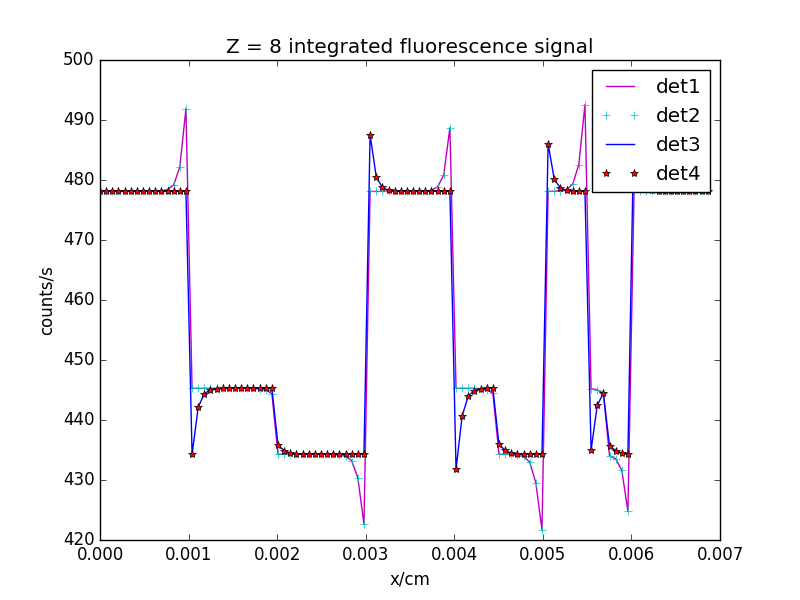 Z = 8 integrated fluorescence signal
500
490
480
470
460
450
440
430
420
counts/s
det1
det2
det3
det4
0.000 0.001 0.002 0.003 0.004 0.005 0.006 0.007
x/cm